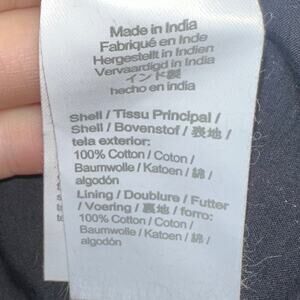 Made in India
Fabriqué en Inde
Hergestellt in Indien
Vervaardigd in India
インド製
hecho en india
Shell / Tissu Principal /
Shell / Bovenstof / 表地 /
tela exterior:
100% Cotton / Coton /
Baumwolle / Katoen / 綿 /
algodón
Lining / Doublure / Futter
/ Voering / 裏地 / forro:
100% Cotton / Coton /
Baumwolle / Katoen / 綿 /
algodón